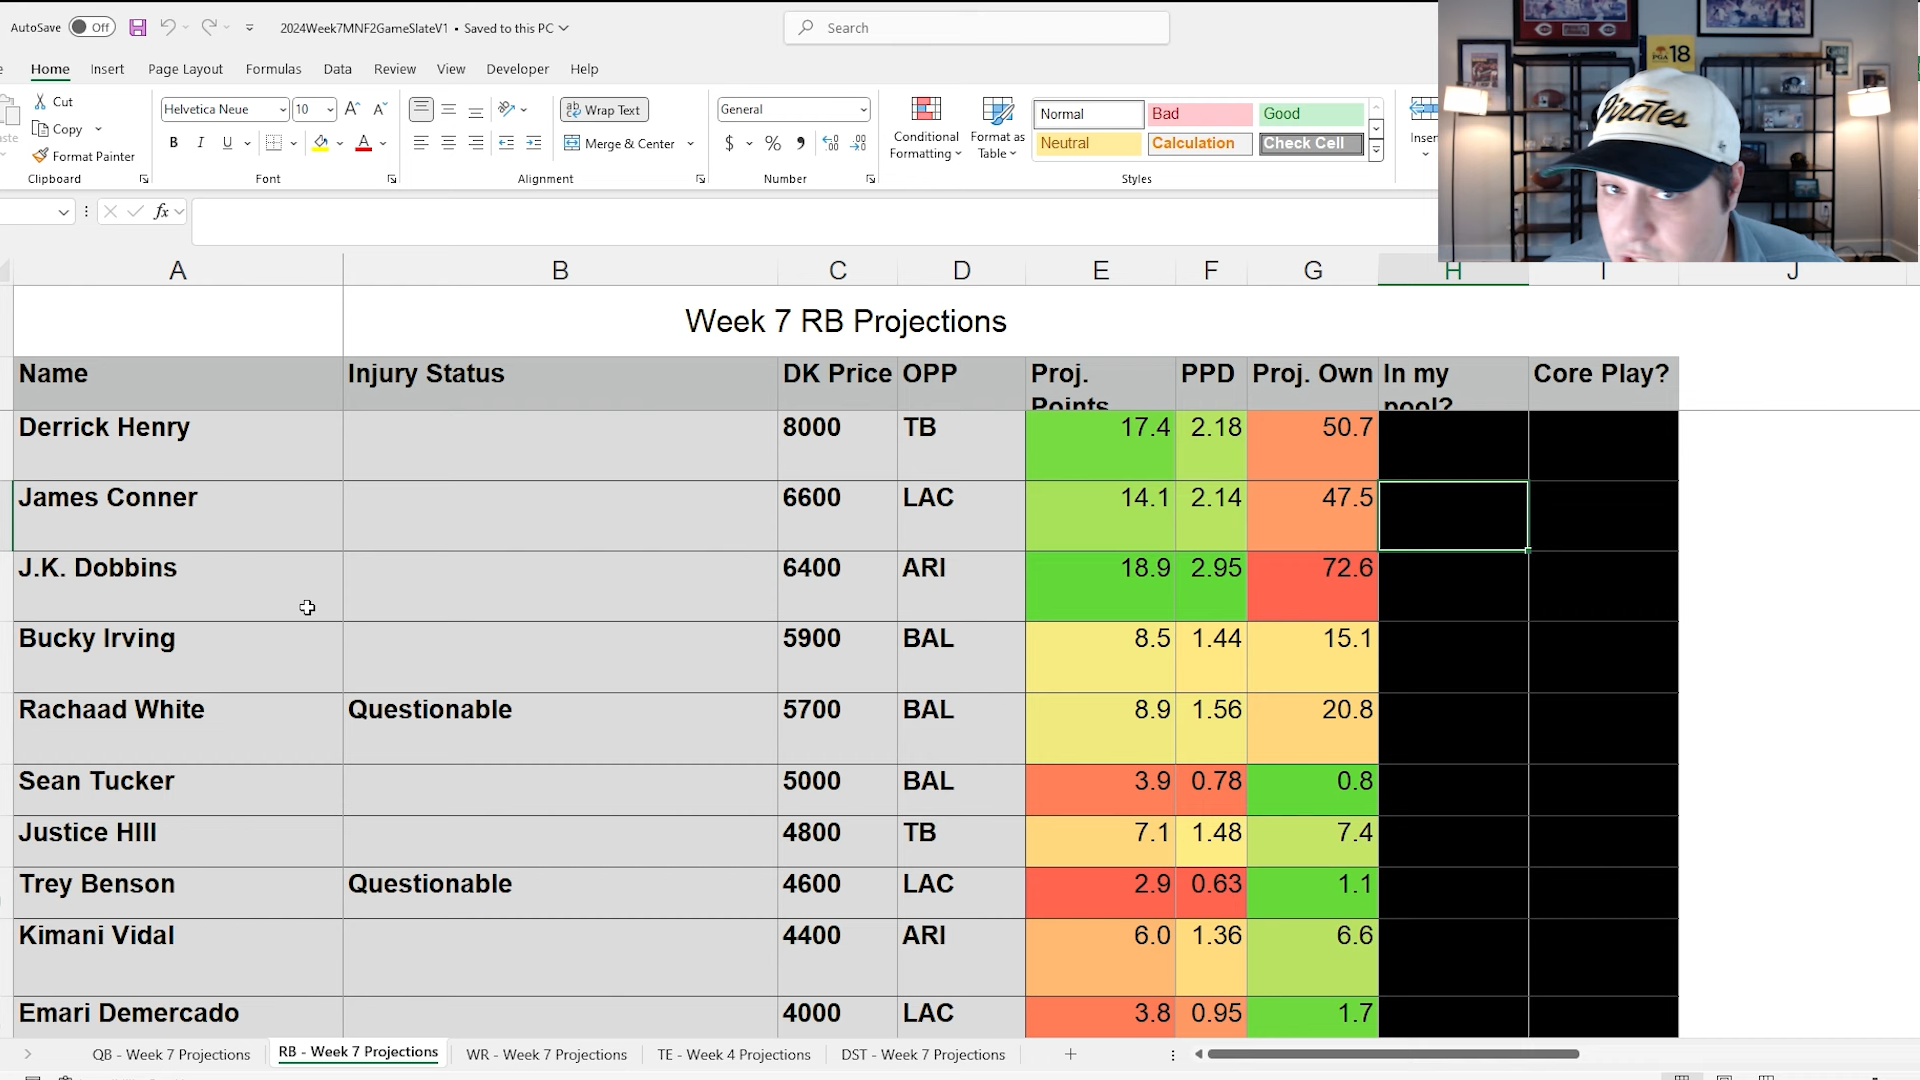 AutoSave Off 2024Week7MNF2GameSlateV1 • Saved to this PC Search
Home Insert Page Layout Formulas Data Review View Developer Help
Cut
Copy
Format Painter
Clipboard
Helvetica Neue 10
B I U A
Font
ab Wrap Text
Merge & Center
Alignment
General
$ % ,
Number
Conditional Formatting
Format as Table
Normal Bad Good
Neutral Calculation Check Cell
Styles
Inser
fx
A B C D E F G H I J
Week 7 RB Projections
Name Injury Status DK Price OPP Proj. Points PPD Proj. Own In my pool? Core Play?
Derrick Henry 8000 TB 17.4 2.18 50.7
James Conner 6600 LAC 14.1 2.14 47.5
J.K. Dobbins 6400 ARI 18.9 2.95 72.6
Bucky Irving 5900 BAL 8.5 1.44 15.1
Rachaad White Questionable 5700 BAL 8.9 1.56 20.8
Sean Tucker 5000 BAL 3.9 0.78 0.8
Justice HIll 4800 TB 7.1 1.48 7.4
Trey Benson Questionable 4600 LAC 2.9 0.63 1.1
Kimani Vidal 4400 ARI 6.0 1.36 6.6
Emari Demercado 4000 LAC 3.8 0.95 1.7
QB - Week 7 Projections RB - Week 7 Projections WR - Week 7 Projections TE - Week 4 Projections DST - Week 7 Projections
Pirates
PGA 18